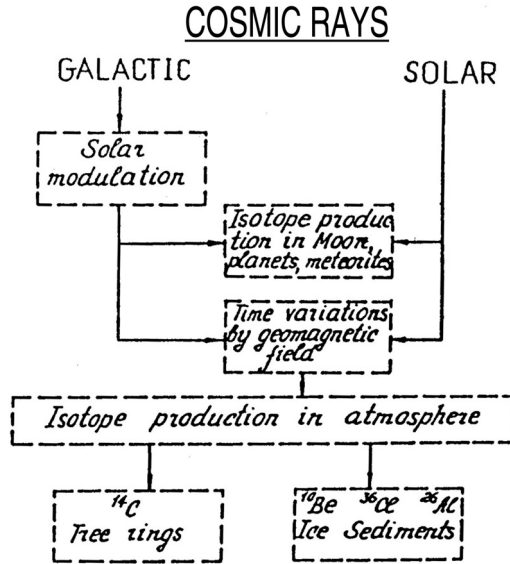 COSMIC RAYS
GALACTIC
SOLAR
Solar
modulation
Isotope produc
tion in Moon,
planets, meteorites
Time variations
by geomagnetic
field
Isotope production in atmosphere
¹⁴C
Free rings
¹⁰Be ³⁶Cl ²⁶Al
Ice Sediments